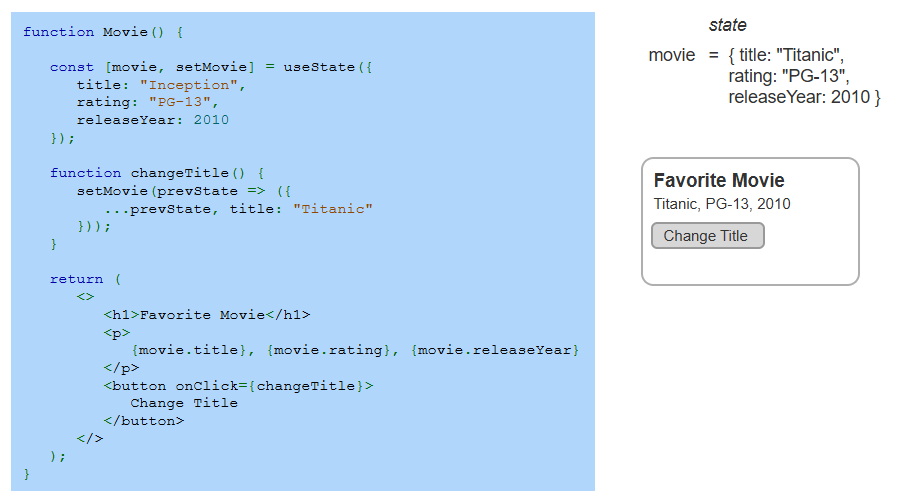 function Movie() {
const [movie, setMovie] = useState({
title: "Inception",
rating: "PG-13",
releaseYear: 2010
});
function changeTitle() {
setMovie(prevState => ({
...prevState, title: "Titanic"
}));
}
return (
<>
<h1>Favorite Movie</h1>
<p>
{movie.title}, {movie.rating}, {movie.releaseYear}
</p>
<button onClick={changeTitle}>
Change Title
</button>
</>
);
}
state
movie = { title: "Titanic",
rating: "PG-13",
releaseYear: 2010 }
Favorite Movie
Titanic, PG-13, 2010
Change Title